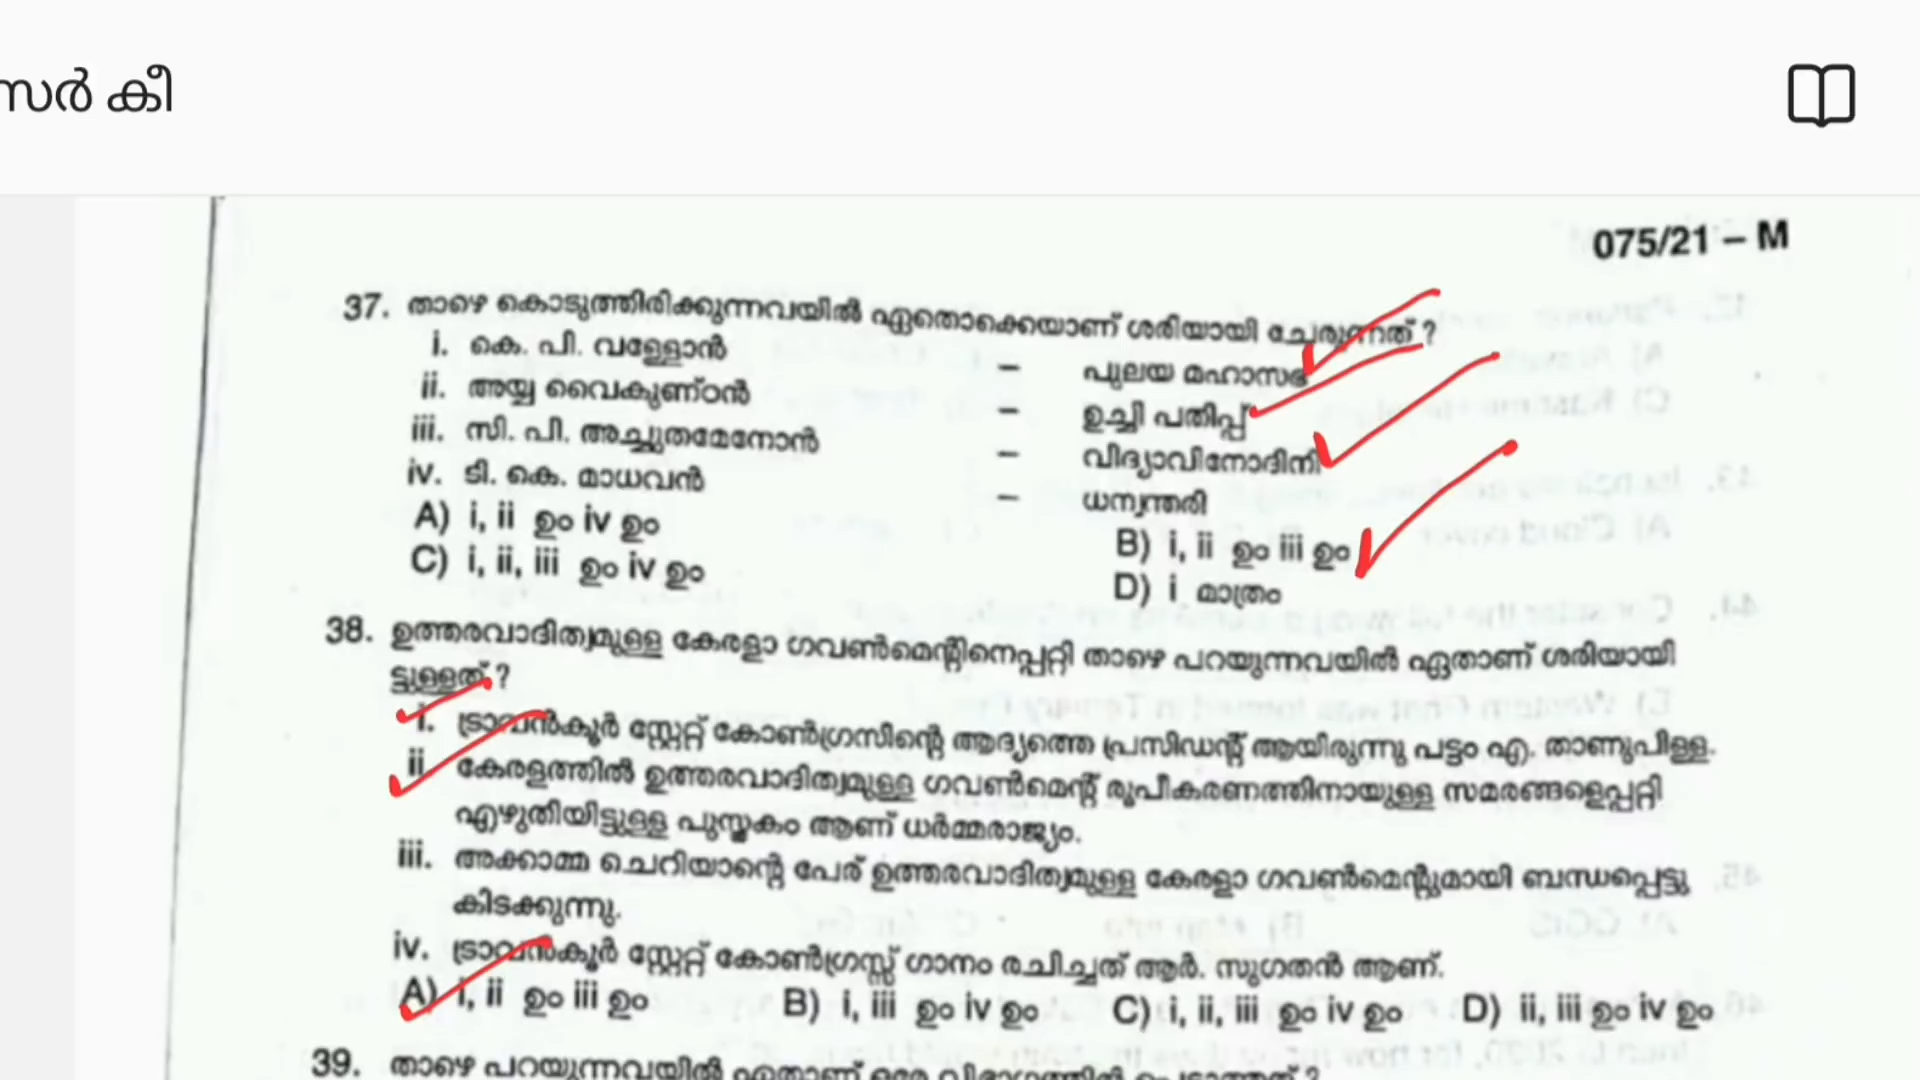 സർ കീ
075/21 – M
37. താഴെ കൊടുത്തിരിക്കുന്നവയിൽ ഏതൊക്കെയാണ് ശരിയായി ചേരുന്നത് ?
i. കെ. പി. വള്ളോൻ – പുലയ മഹാസഭ
ii. അയ്യ വൈകുണ്ഠൻ – ഉച്ചി പതിപ്പ്
iii. സി. പി. അച്ചുതമേനോൻ – വിദ്യാവിനോദിനി
iv. ടി. കെ. മാധവൻ – ധന്വന്തരി
A) i, ii ഉം iv ഉം B) i, ii ഉം iii ഉം
C) i, ii, iii ഉം iv ഉം D) i മാത്രം
38. ഉത്തരവാദിത്വമുള്ള കേരളാ ഗവൺമെന്റിനെപ്പറ്റി താഴെ പറയുന്നവയിൽ ഏതാണ് ശരിയായി
ട്ടുള്ളത് ?
i. ട്രാവൻകൂർ സ്റ്റേറ്റ് കോൺഗ്രസിന്റെ ആദ്യത്തെ പ്രസിഡന്റ് ആയിരുന്നു പട്ടം എ. താണുപിള്ള.
ii കേരളത്തിൽ ഉത്തരവാദിത്വമുള്ള ഗവൺമെന്റ് രൂപീകരണത്തിനായുള്ള സമരങ്ങളെപ്പറ്റി
എഴുതിയിട്ടുള്ള പുസ്തകം ആണ് ധർമ്മരാജ്യം.
iii. അക്കാമ്മ ചെറിയാന്റെ പേര് ഉത്തരവാദിത്വമുള്ള കേരളാ ഗവൺമെന്റുമായി ബന്ധപ്പെട്ടു
കിടക്കുന്നു.
iv. ട്രാവൻകൂർ സ്റ്റേറ്റ് കോൺഗ്രസ്സ് ഗാനം രചിച്ചത് ആർ. സുഗതൻ ആണ്.
A) i, ii ഉം iii ഉം B) i, iii ഉം iv ഉം C) i, ii, iii ഉം iv ഉം D) ii, iii ഉം iv ഉം
39. താഴെ പറയുന്നവയിൽ ഏതാണ് ഒരേ വിഭാഗത്തിൽ പെടാത്തത് ?